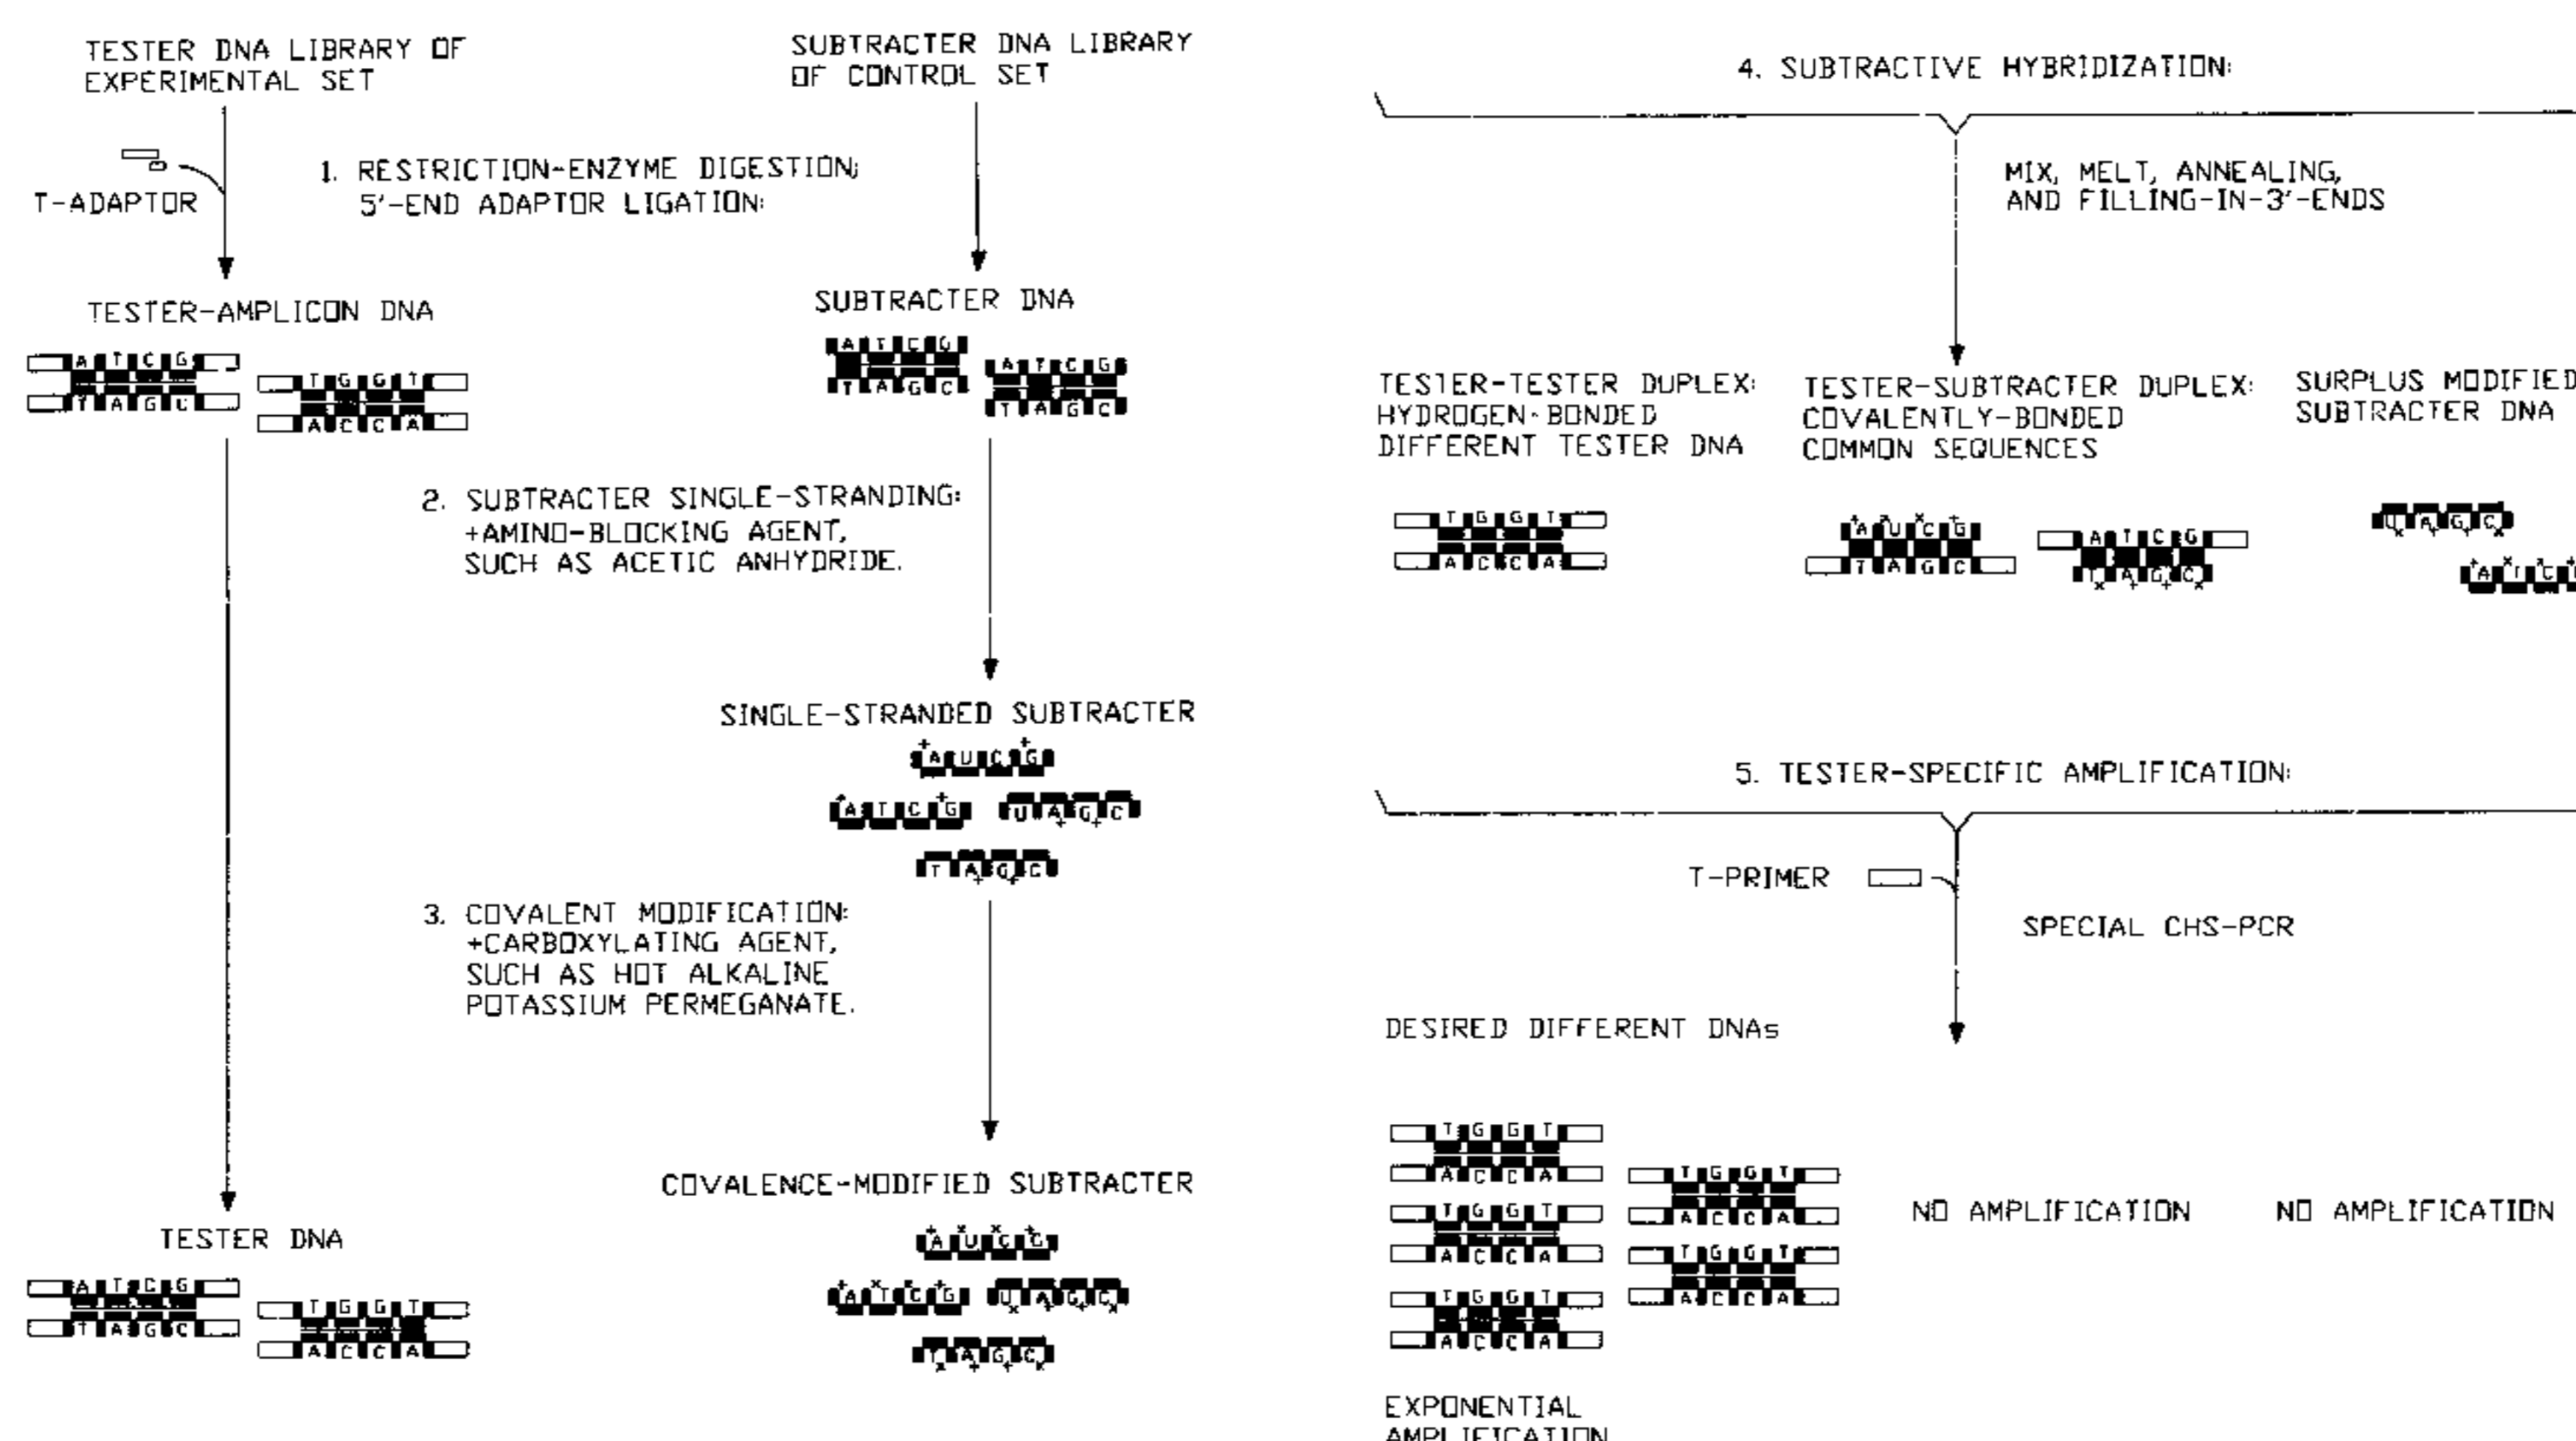 TESTER DNA LIBRARY OF
EXPERIMENTAL SET
SUBTRACTER DNA LIBRARY
OF CONTROL SET
T-ADAPTOR
1. RESTRICTION-ENZYME DIGESTION;
5'-END ADAPTOR LIGATION:
TESTER-AMPLICON DNA
A T C G
T A G C
T G G T
A C C A
SUBTRACTER DNA
A T C G
T A G C
A T C G
T A G C
2. SUBTRACTER SINGLE-STRANDING:
+AMINO-BLOCKING AGENT,
SUCH AS ACETIC ANHYDRIDE.
SINGLE-STRANDED SUBTRACTER
+ +
A U C G
+ +
A T C G
U A G C
+ +
T A G C
+ +
3. COVALENT MODIFICATION:
+CARBOXYLATING AGENT,
SUCH AS HOT ALKALINE
POTASSIUM PERMEGANATE.
TESTER DNA
A T C G
T A G C
T G G T
A C C A
COVALENCE-MODIFIED SUBTRACTER
+ x x +
A U C G
+ x x +
A T C G
U A G C
x + + x
T A G C
x + + x
4. SUBTRACTIVE HYBRIDIZATION:
MIX, MELT, ANNEALING,
AND FILLING-IN-3'-ENDS
TESTER-TESTER DUPLEX:
HYDROGEN-BONDED
DIFFERENT TESTER DNA
T G G T
A C C A
TESTER-SUBTRACTER DUPLEX:
COVALENTLY-BONDED
COMMON SEQUENCES
+ x x +
A U C G
T A G C
A T C G
T A G C
x + + x
SURPLUS MODIFIED
SUBTRACTER DNA
U A G C
x + + x
+ x x +
A T C
5. TESTER-SPECIFIC AMPLIFICATION:
T-PRIMER
SPECIAL CHS-PCR
DESIRED DIFFERENT DNAs
T G G T
A C C A
T G G T
A C C A
T G G T
A C C A
T G G T
A C C A
T G G T
A C C A
NO AMPLIFICATION
NO AMPLIFICATION
EXPONENTIAL
AMPLIFICATION